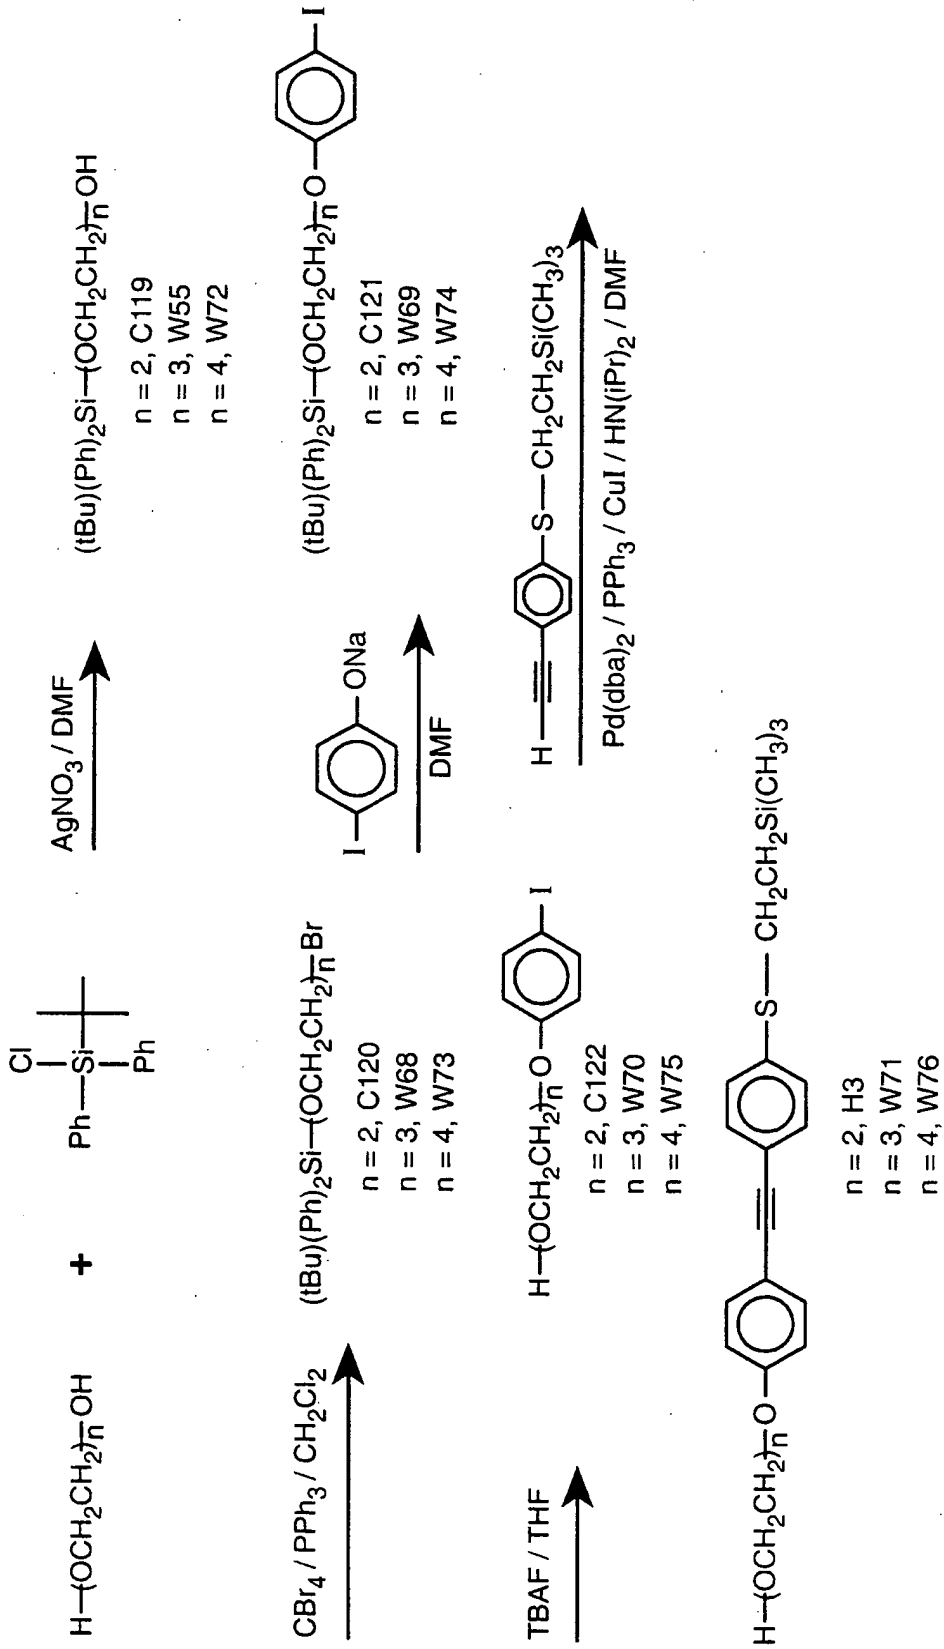 H—(OCH2CH2)n—OH
+
Cl
Ph—Si
Ph
AgNO3 / DMF
(tBu)(Ph)2Si—(OCH2CH2)n—OH
n = 2, C119
n = 3, W55
n = 4, W72
CBr4 / PPh3 / CH2Cl2
(tBu)(Ph)2Si—(OCH2CH2)n—Br
n = 2, C120
n = 3, W68
n = 4, W73
I ONa
DMF
(tBu)(Ph)2Si—(OCH2CH2)n—O I
n = 2, C121
n = 3, W69
n = 4, W74
TBAF / THF
H—(OCH2CH2)n—O I
n = 2, C122
n = 3, W70
n = 4, W75
H S—CH2CH2Si(CH3)3
Pd(dba)2 / PPh3 / CuI / HN(iPr)2 / DMF
H—(OCH2CH2)n—O S—CH2CH2Si(CH3)3
n = 2, H3
n = 3, W71
n = 4, W76